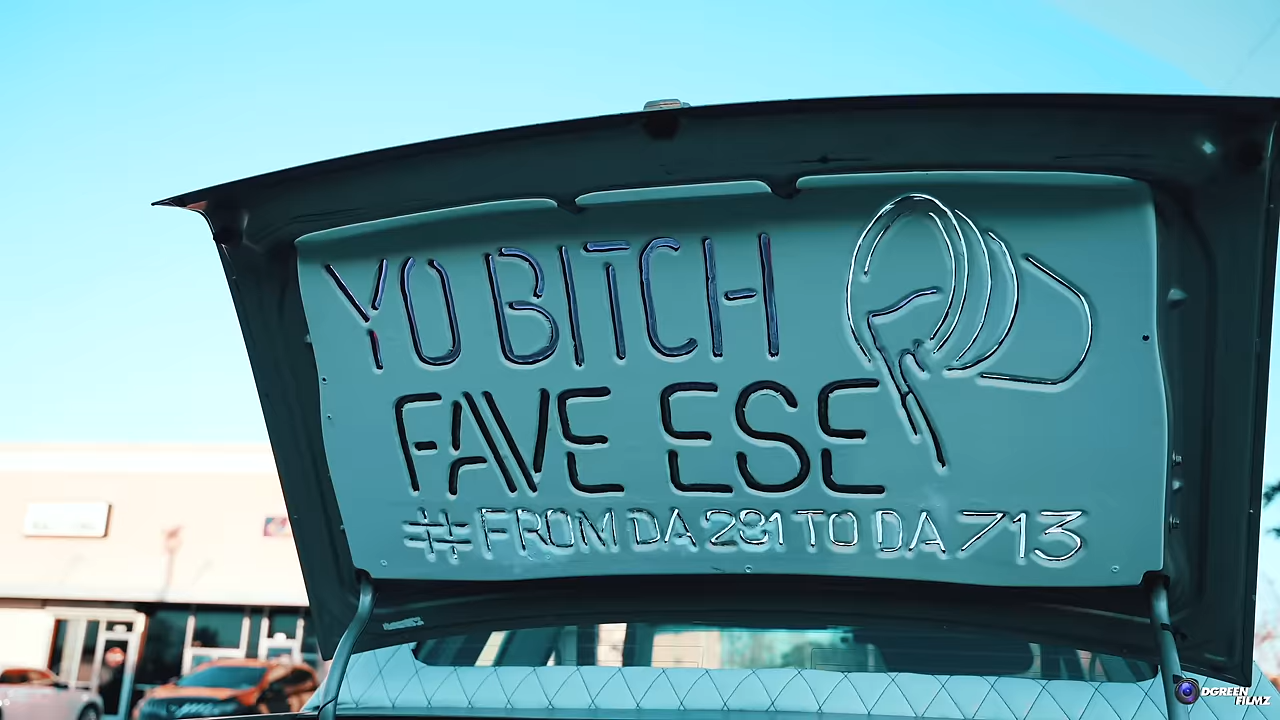 YO BITCH
FAVE ESE
#FROM DA 281 TO DA 713
DGREEN
FILMZ